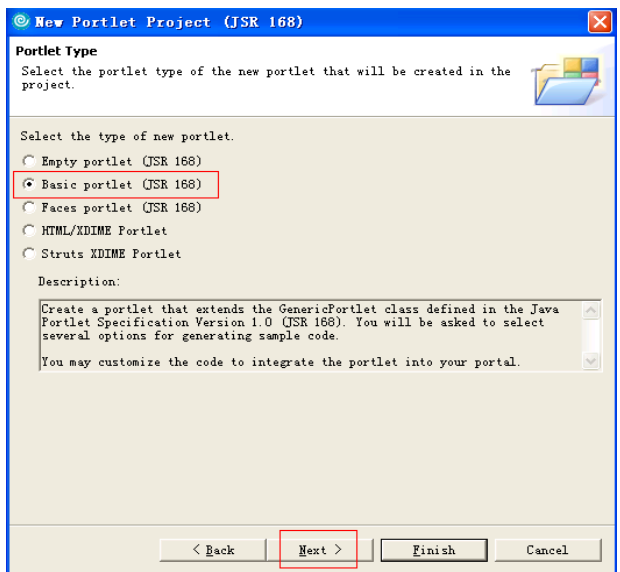 New Portlet Project (JSR 168)
Portlet Type
Select the portlet type of the new portlet that will be created in the
project.
Select the type of new portlet.
Empty portlet (JSR 168)
Basic portlet (JSR 168)
Faces portlet (JSR 168)
HTML/XDIME Portlet
Struts XDIME Portlet
Description:
Create a portlet that extends the GenericPortlet class defined in the Java
Portlet Specification Version 1.0 (JSR 168). You will be asked to select
several options for generating sample code.
You may customize the code to integrate the portlet into your portal.
< Back
Next >
Finish
Cancel